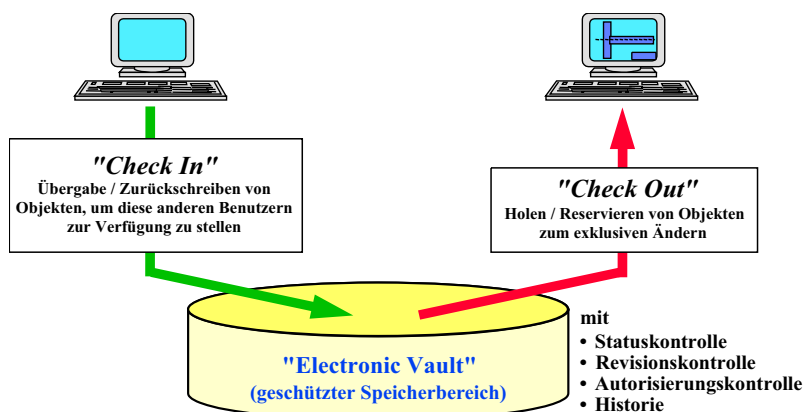 "Check In"
Übergabe / Zurückschreiben von
Objekten, um diese anderen Benutzern
zur Verfügung zu stellen
"Check Out"
Holen / Reservieren von Objekten
zum exklusiven Ändern
"Electronic Vault"
(geschützter Speicherbereich)
mit
• Statuskontrolle
• Revisionskontrolle
• Autorisierungskontrolle
• Historie